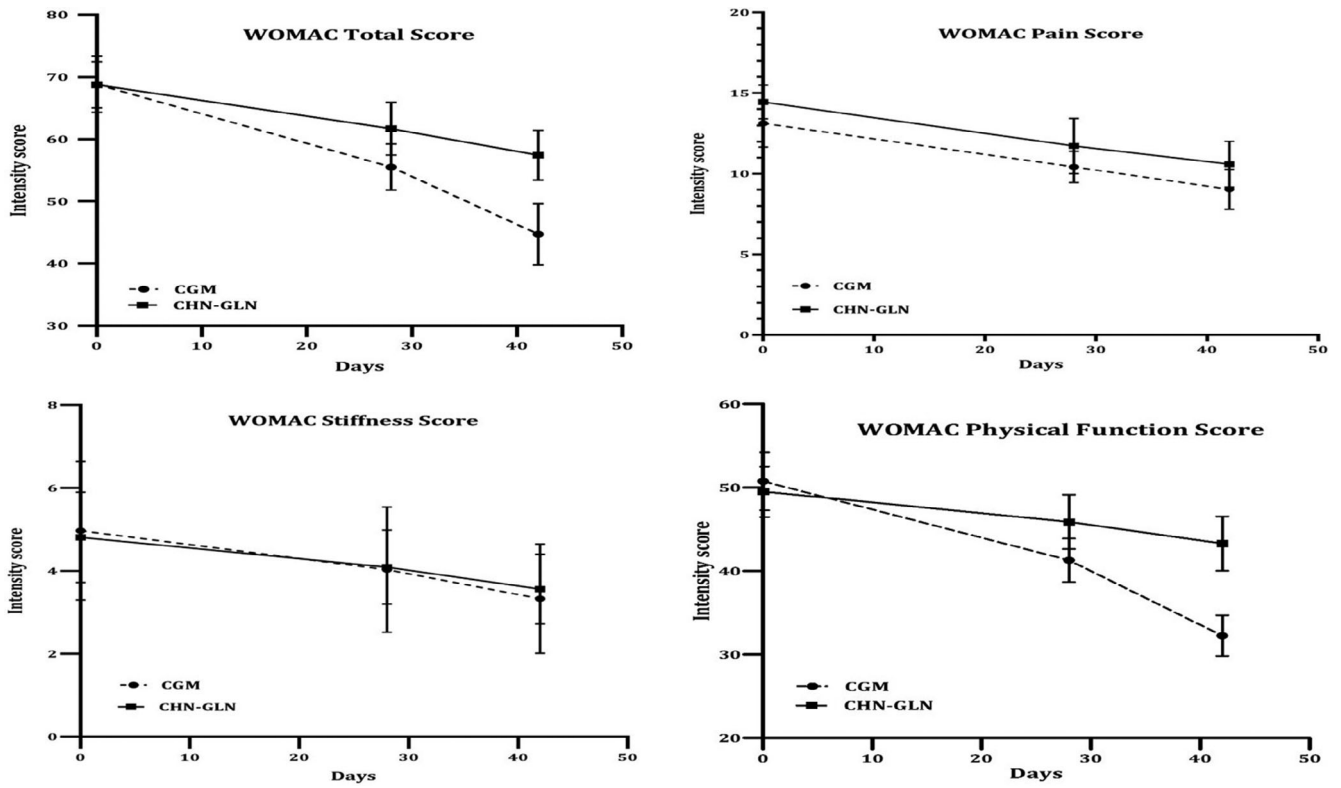 WOMAC Total Score
80
70
60
50
40
30
Intensity score
CGM
CHN-GLN
0 10 20 30 40 50
Days
WOMAC Pain Score
20
15
10
5
0
Intensity score
CGM
CHN-GLN
0 10 20 30 40 50
Days
WOMAC Stiffness Score
8
6
4
2
0
Intensity score
CGM
CHN-GLN
0 10 20 30 40 50
Days
WOMAC Physical Function Score
60
50
40
30
20
Intensity score
CGM
CHN-GLN
0 10 20 30 40 50
Days